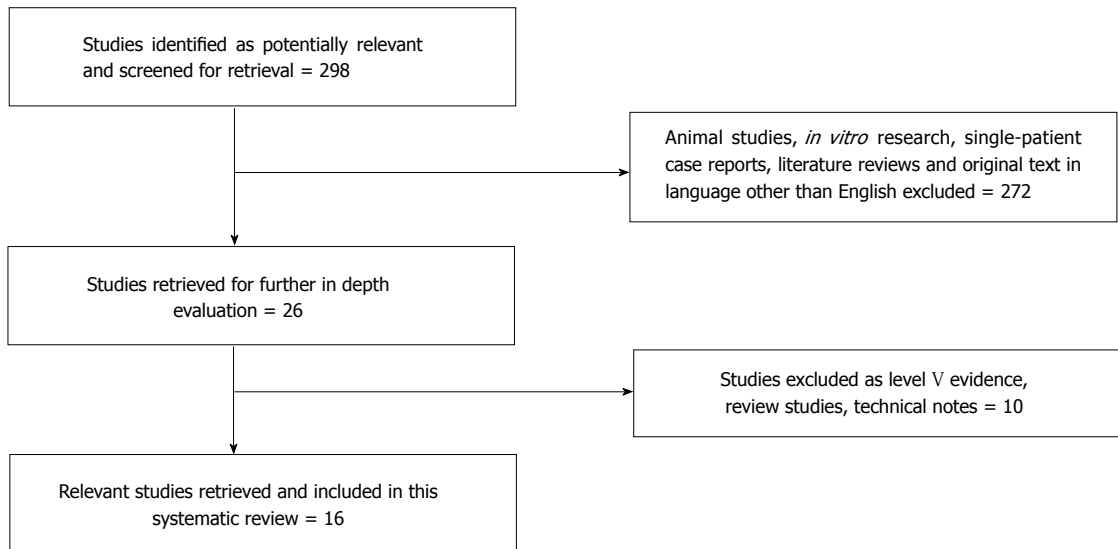 Studies identified as potentially relevant
and screened for retrieval = 298
Animal studies, in vitro research, single-patient
case reports, literature reviews and original text in
language other than English excluded = 272
Studies retrieved for further in depth
evaluation = 26
Studies excluded as level V evidence,
review studies, technical notes = 10
Relevant studies retrieved and included in this
systematic review = 16